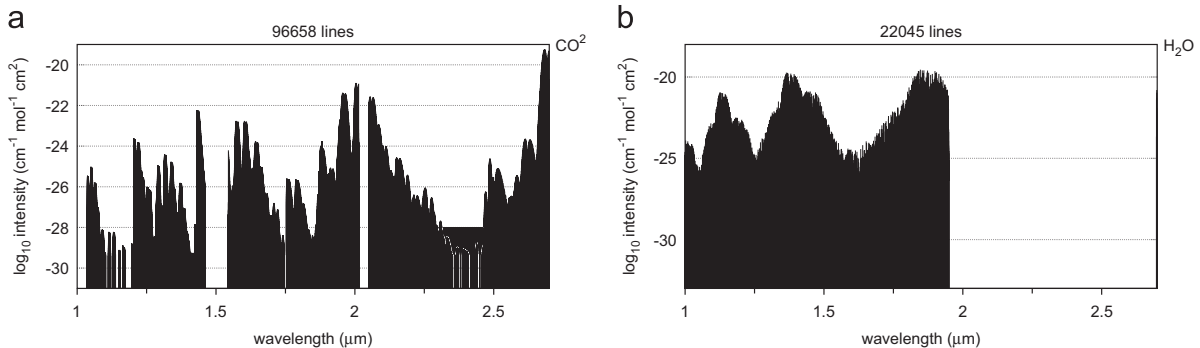 a
96658 lines
CO²
log₁₀ intensity (cm⁻¹ mol⁻¹ cm²)
-20
-22
-24
-26
-28
-30
1 1.5 2 2.5
wavelength (μm)
b
22045 lines
H₂O
log₁₀ intensity (cm⁻¹ mol⁻¹ cm²)
-20
-25
-30
1 1.5 2 2.5
wavelength (μm)